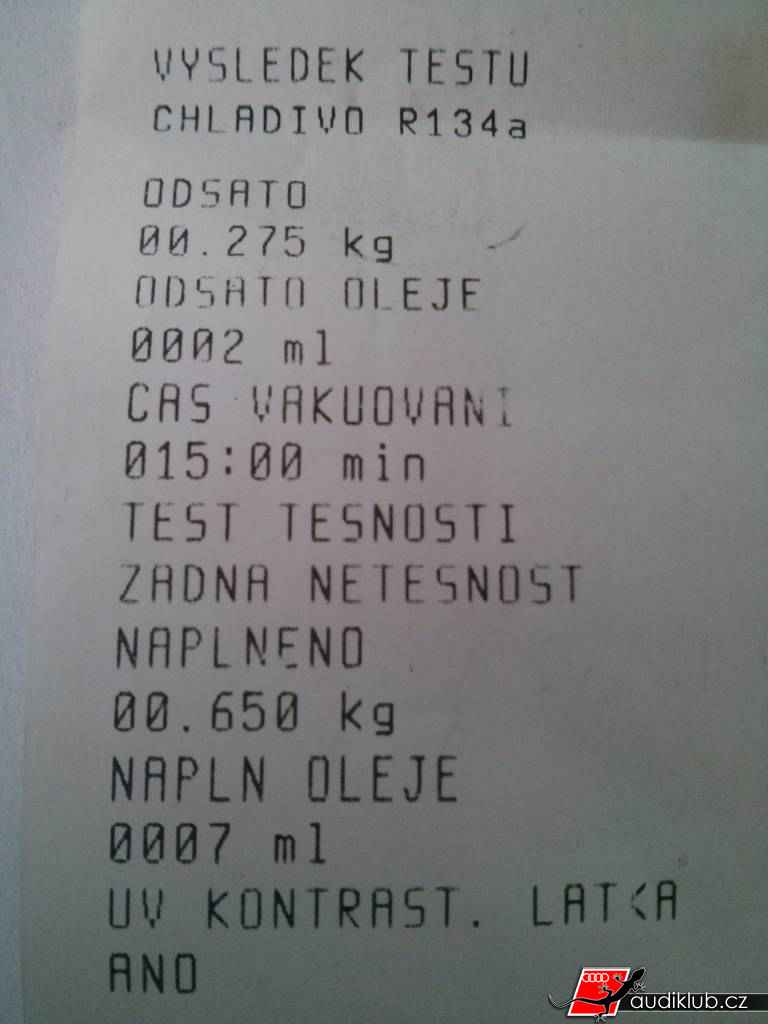 VYSLEDEK TESTU
CHLADIVO R134a
ODSATO
00.275 kg
ODSATO OLEJE
0002 ml
CAS VAKUOVANI
015:00 min
TEST TESNOSTI
ZADNA NETESNOST
NAPLNENO
00.650 kg
NAPLN OLEJE
0007 ml
UV KONTRAST. LATKA
ANO
audiklub.cz